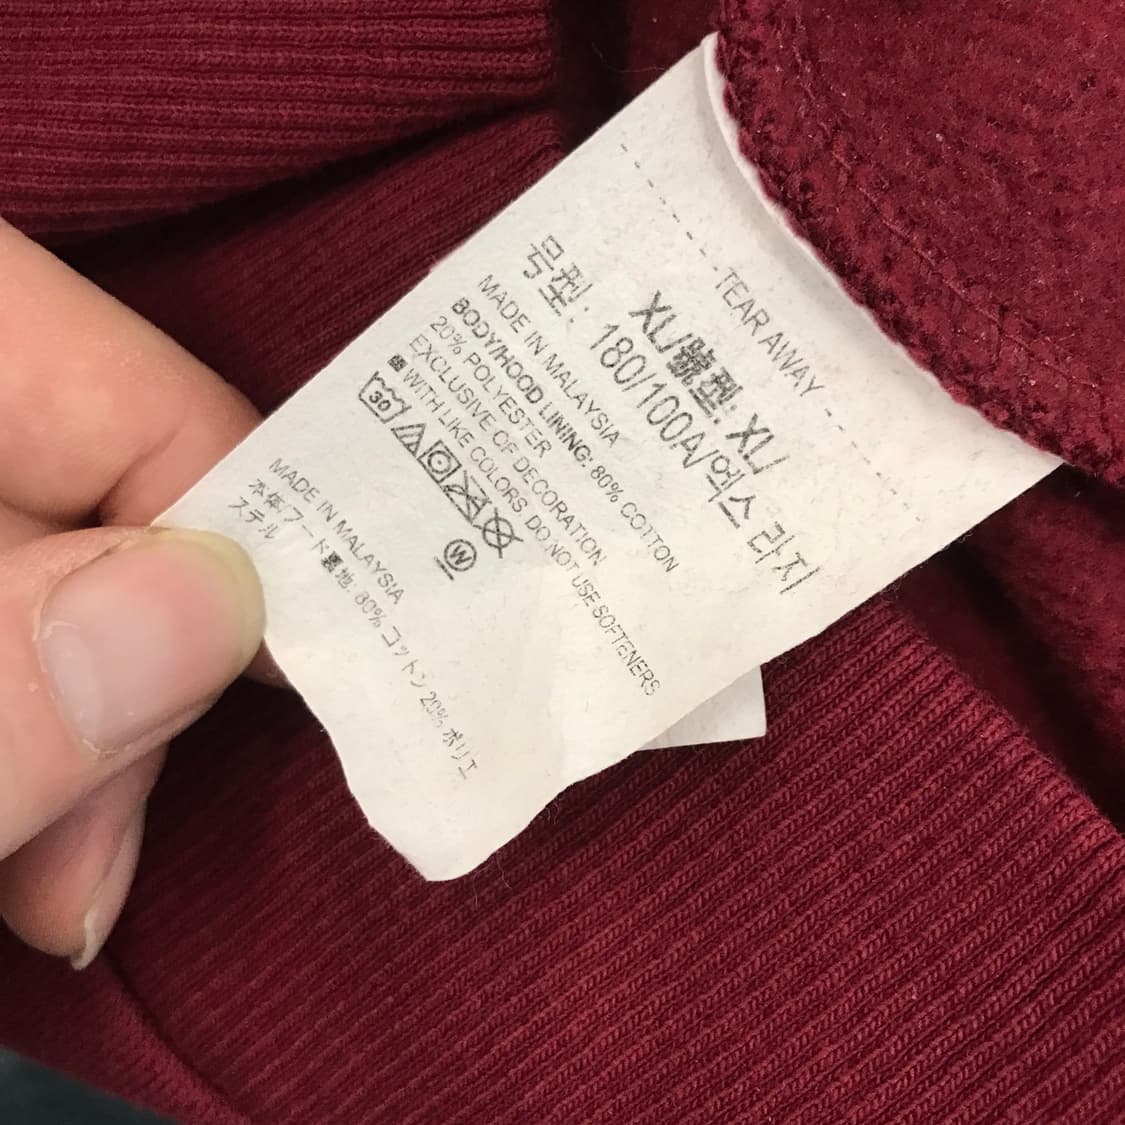 - - - - - - - -TEAR AWAY - - - - - -
XL/號型: XL/
号型: 180/100A/엑스 라지
MADE IN MALAYSIA
BODY/HOOD LINING: 80% COTTON
20% POLYESTER
EXCLUSIVE OF DECORATION
WITH LIKE COLORS. DO NOT USE SOFTENERS
30
W
MADE IN MALAYSIA
本体/フード裏地: 80% コットン 20% ポリエ
ステル